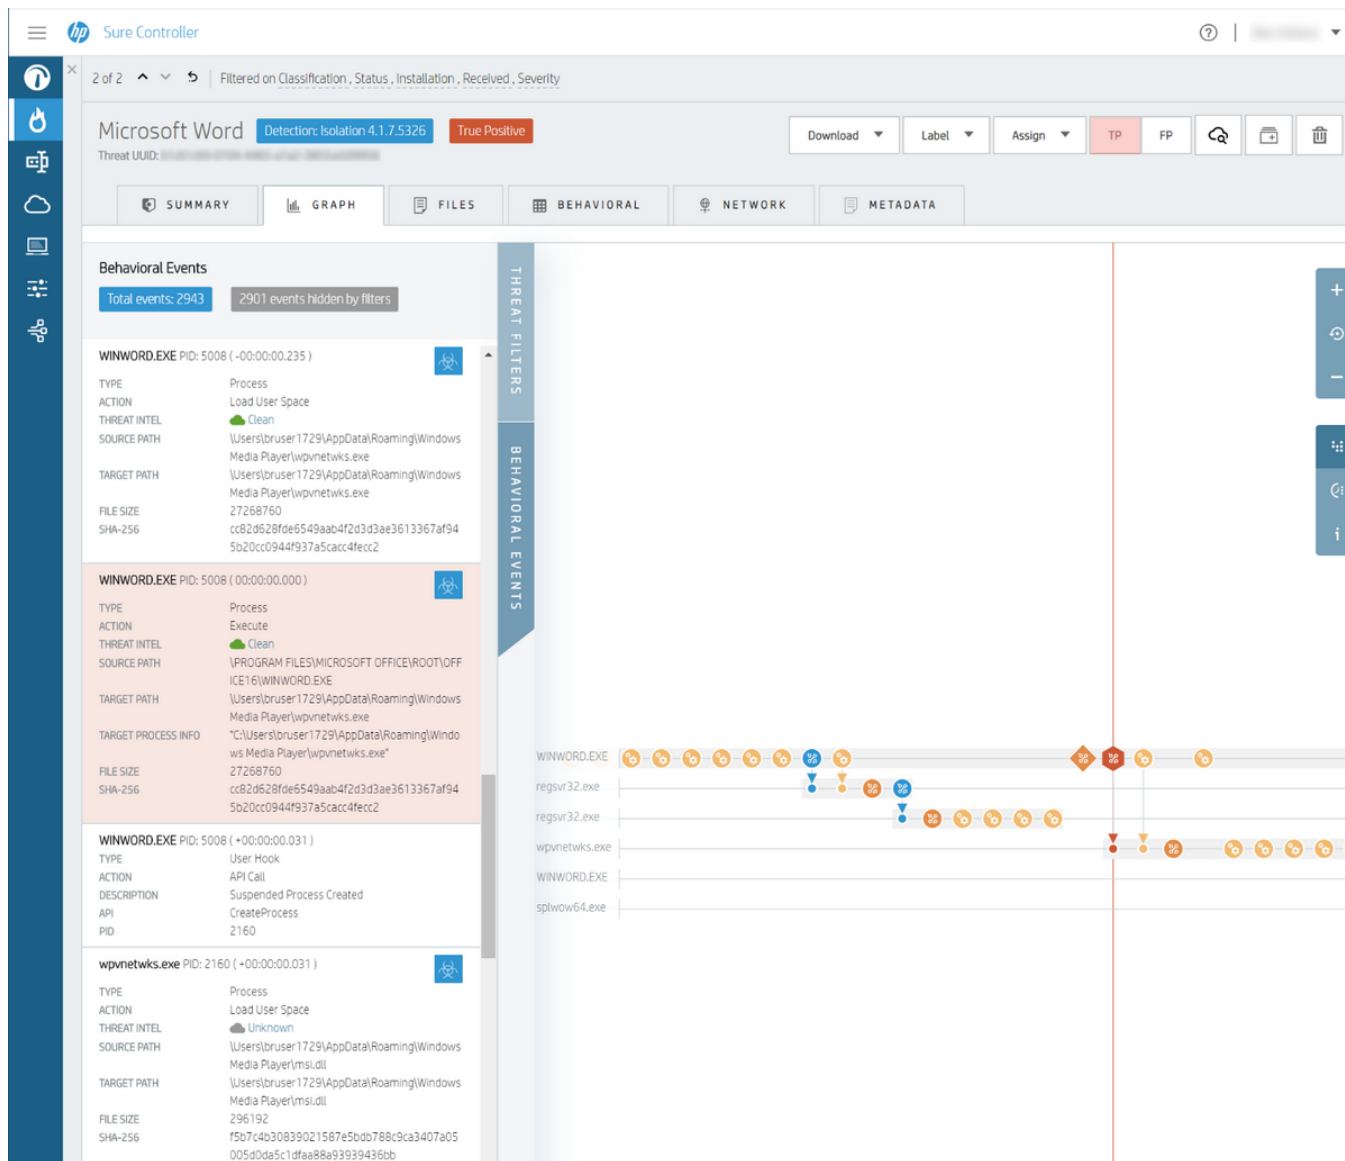 hp Sure Controller
2 of 2 Filtered on Classification , Status , Installation , Received , Severity
Microsoft Word Detection: Isolation 4.1.7.5326 True Positive
Threat UUID:
Download Label Assign TP FP
SUMMARY GRAPH FILES BEHAVIORAL NETWORK METADATA
Behavioral Events
Total events: 2943 2901 events hidden by filters
WINWORD.EXE PID: 5008 ( -00:00:00.235 )
TYPE Process
ACTION Load User Space
THREAT INTEL Clean
SOURCE PATH \Users\bruser1729\AppData\Roaming\Windows
Media Player\wpvnetwks.exe
TARGET PATH \Users\bruser1729\AppData\Roaming\Windows
Media Player\wpvnetwks.exe
FILE SIZE 27268760
SHA-256 cc82d628fde6549aab4f2d3d3ae3613367af94
5b20cc0944f937a5cacc4fecc2
WINWORD.EXE PID: 5008 ( 00:00:00.000 )
TYPE Process
ACTION Execute
THREAT INTEL Clean
SOURCE PATH \PROGRAM FILES\MICROSOFT OFFICE\ROOT\OFF
ICE16\WINWORD.EXE
TARGET PATH \Users\bruser1729\AppData\Roaming\Windows
Media Player\wpvnetwks.exe
TARGET PROCESS INFO "C:\Users\bruser1729\AppData\Roaming\Windo
ws Media Player\wpvnetwks.exe"
FILE SIZE 27268760
SHA-256 cc82d628fde6549aab4f2d3d3ae3613367af94
5b20cc0944f937a5cacc4fecc2
WINWORD.EXE PID: 5008 ( +00:00:00.031 )
TYPE User Hook
ACTION API Call
DESCRIPTION Suspended Process Created
API CreateProcess
PID 2160
wpvnetwks.exe PID: 2160 ( +00:00:00.031 )
TYPE Process
ACTION Load User Space
THREAT INTEL Unknown
SOURCE PATH \Users\bruser1729\AppData\Roaming\Windows
Media Player\msi.dll
TARGET PATH \Users\bruser1729\AppData\Roaming\Windows
Media Player\msi.dll
FILE SIZE 296192
SHA-256 f5b7c4b30839021587e5bdb788c9ca3407a05
005d0da5c1dfaa88a93939436bb
THREAT FILTERS
BEHAVIORAL EVENTS
WINWORD.EXE
regsvr32.exe
regsvr32.exe
wpvnetwks.exe
WINWORD.EXE
splwow64.exe